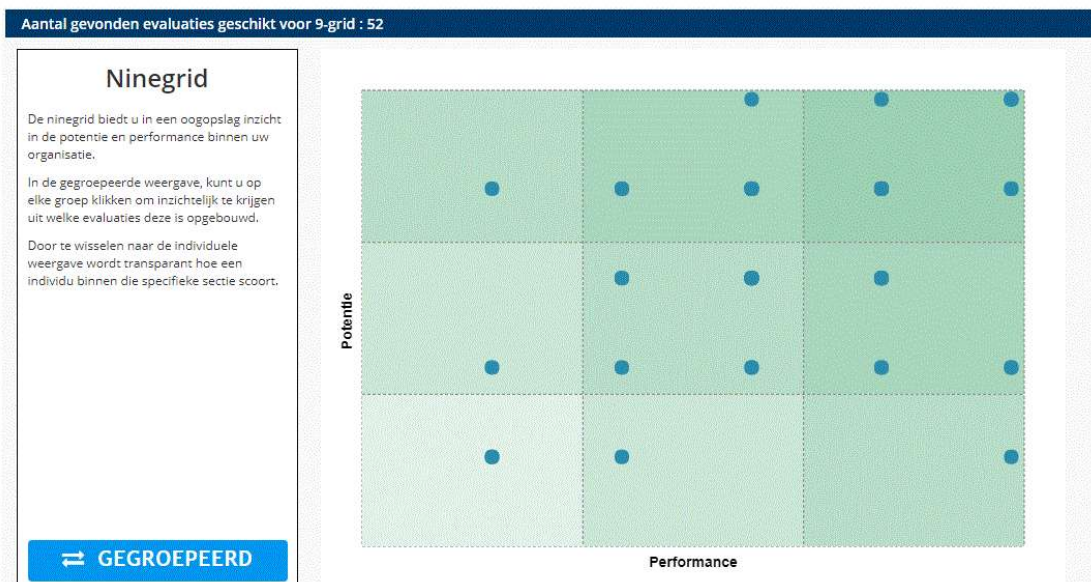 Aantal gevonden evaluaties geschikt voor 9-grid : 52
Ninegrid
De ninegrid biedt u in een oogopslag inzicht
in de potentie en performance binnen uw
organisatie.
In de gegroepeerde weergave, kunt u op
elke groep klikken om inzichtelijk te krijgen
uit welke evaluaties deze is opgebouwd.
Door te wisselen naar de individuele
weergave wordt transparant hoe een
individu binnen die specifieke sectie scoort.
GEGROEPEERD
Potentie
Performance